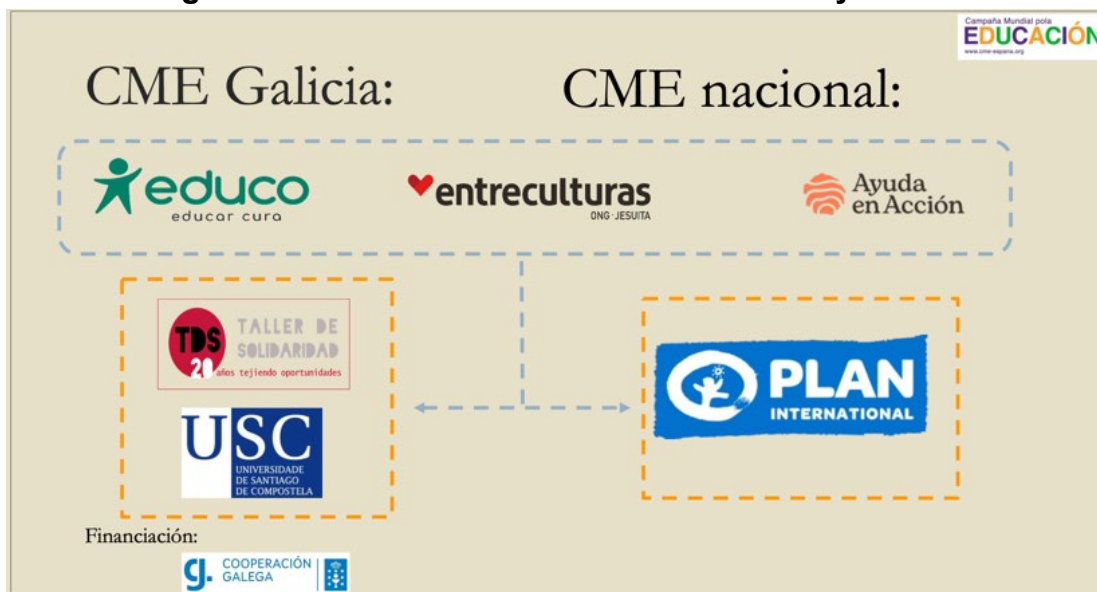 Campaña Mundial pola
EDUCACIÓN
www.cme-espana.org
CME Galicia:
CME nacional:
educo
educar cura
entreculturas
ONG·JESUITA
Ayuda
en Acción
TDS
20
TALLER DE
SOLIDARIDAD
años tejiendo oportunidades
USC
UNIVERSIDADE
DE SANTIAGO
DE COMPOSTELA
PLAN
INTERNATIONAL
Financiación:
g.
COOPERACIÓN
GALEGA